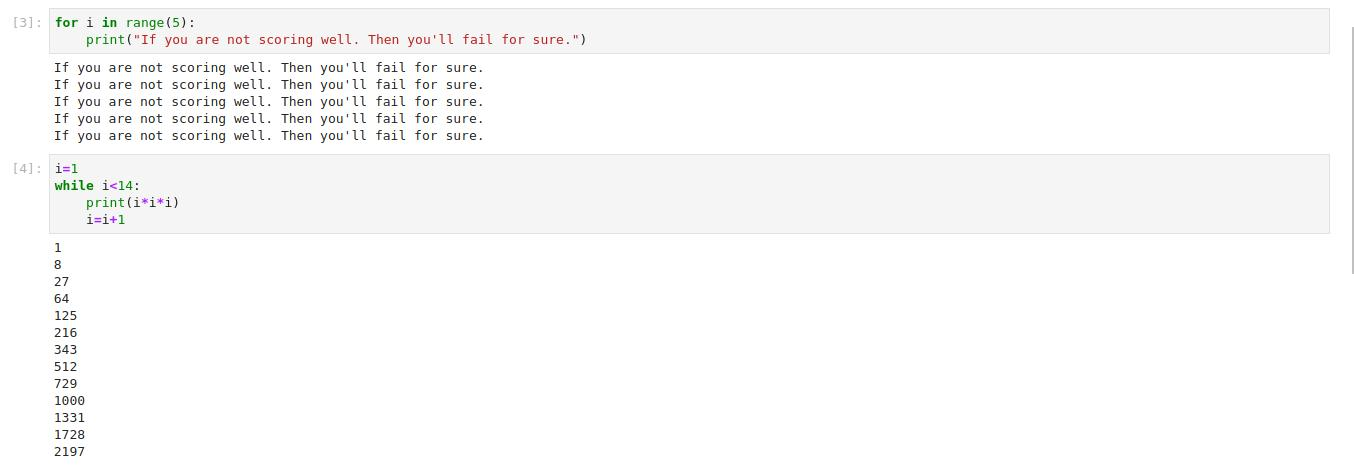 [3]: for i in range(5):
    print("If you are not scoring well. Then you'll fail for sure.")
If you are not scoring well. Then you'll fail for sure.
If you are not scoring well. Then you'll fail for sure.
If you are not scoring well. Then you'll fail for sure.
If you are not scoring well. Then you'll fail for sure.
If you are not scoring well. Then you'll fail for sure.
[4]: i=1
while i<14:
    print(i*i*i)
    i=i+1
1
8
27
64
125
216
343
512
729
1000
1331
1728
2197